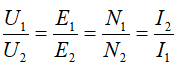 U₁/U₂ = E₁/E₂ = N₁/N₂ = I₂/I₁